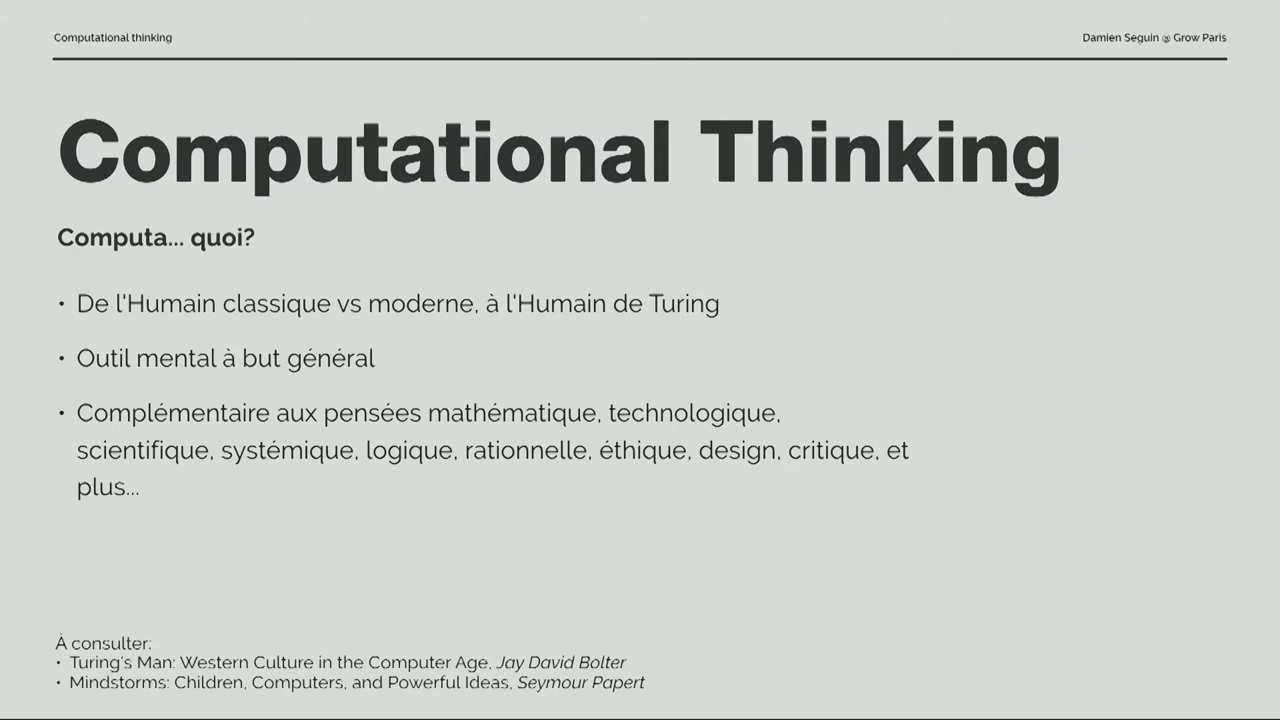 Computational thinking
Damien Seguin @ Grow Paris
Computational Thinking
Computa... quoi?
• De l'Humain classique vs moderne, à l'Humain de Turing
• Outil mental à but général
• Complémentaire aux pensées mathématique, technologique,
scientifique, systémique, logique, rationnelle, éthique, design, critique, et
plus...
À consulter:
• Turing's Man: Western Culture in the Computer Age, Jay David Bolter
• Mindstorms: Children, Computers, and Powerful Ideas, Seymour Papert